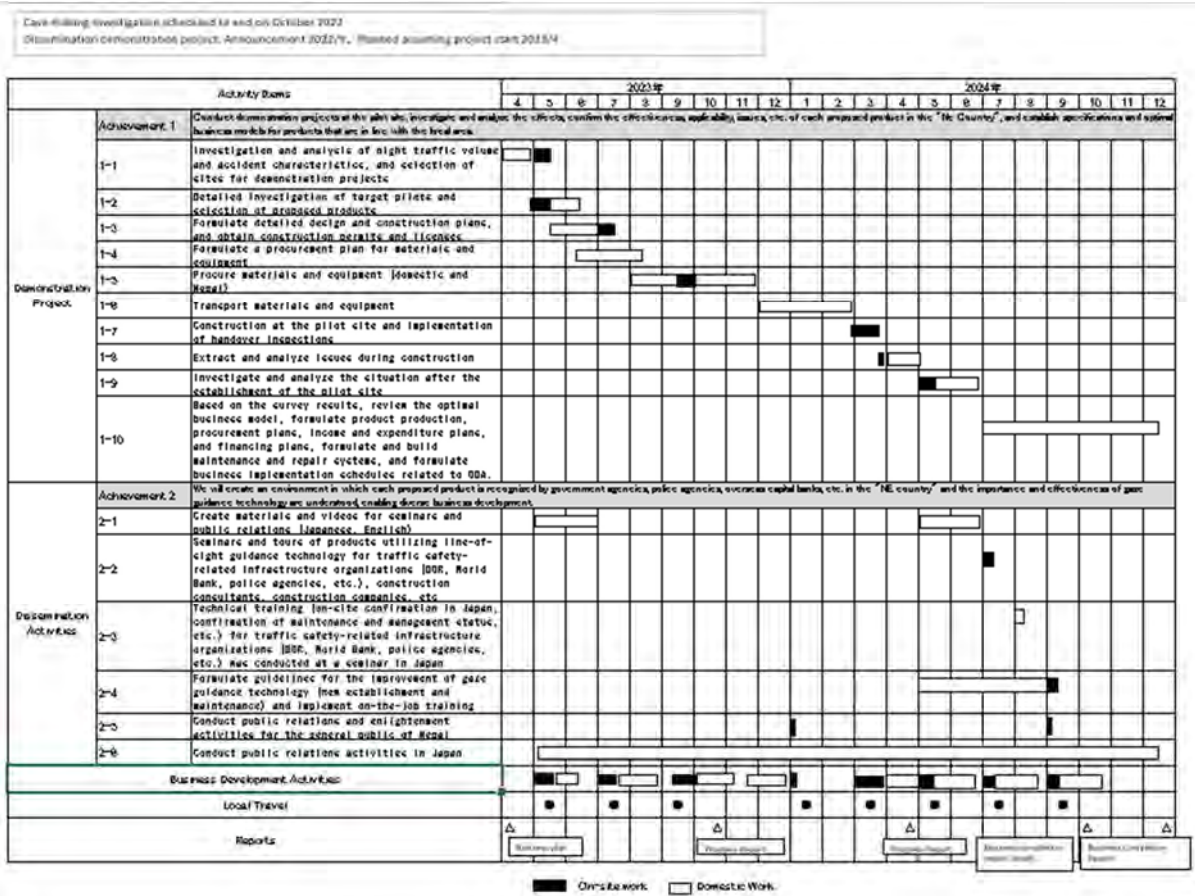 Case making investigation scheduled to end on October 2022
Dissemination demonstration project: Announcement 2022/9, Planned assuming project start 2023/4
Activity Items
2023年
2024年
4 5 6 7 8 9 10 11 12 1 2 3 4 5 6 7 8 9 10 11 12
Demonstration Project
Achievement 1
Conduct demonstration projects at the pilot site, investigate and analyze the effects, confirm the effectiveness, applicability, issues, etc. of each proposed product in the "NE Country", and establish specifications and optimal
business models for products that are in line with the local area.
1-1
Investigation and analysis of night traffic volume
and accident characteristics, and selection of
sites for demonstration projects
1-2
Detailed investigation of target pilots and
selection of proposed products
1-3
Formulate detailed design and construction plans,
and obtain construction permits and licenses
1-4
Formulate a procurement plan for materials and
equipment
1-5
Procure materials and equipment (domestic and
Nepal)
1-6
Transport materials and equipment
1-7
Construction at the pilot site and implementation
of handover inspections
1-8
Extract and analyze issues during construction
1-9
Investigate and analyze the situation after the
establishment of the pilot site
1-10
Based on the survey results, review the optimal
business model, formulate product production,
procurement plans, income and expenditure plans,
and financing plans, formulate and build
maintenance and repair systems, and formulate
business implementation schedules related to ODA.
Dissemination Activities
Achievement 2
We will create an environment in which each proposed product is recognized by government agencies, police agencies, overseas capital banks, etc. in the "NE country" and the importance and effectiveness of gaze
guidance technology are understood, enabling diverse business development.
2-1
Create materials and videos for seminars and
public relations (Japanese, English)
2-2
Seminars and tours of products utilizing line-of-
sight guidance technology for traffic safety-
related infrastructure organizations (DOR, World
Bank, police agencies, etc.), construction
consultants, construction companies, etc
2-3
Technical training (on-site confirmation in Japan,
confirmation of maintenance and management status,
etc.) for traffic safety-related infrastructure
organizations (DOR, World Bank, police agencies,
etc.) was conducted at a seminar in Japan
2-4
Formulate guidelines for the improvement of gaze
guidance technology (new establishment and
maintenance) and implement on-the-job training
2-5
Conduct public relations and enlightenment
activities for the general public of Nepal
2-6
Conduct public relations activities in Japan
Business Development Activities
Local Travel
Reports
Business plan
Progress Report
Progress Report
Business Completion
Report
On-site work
Domestic Work